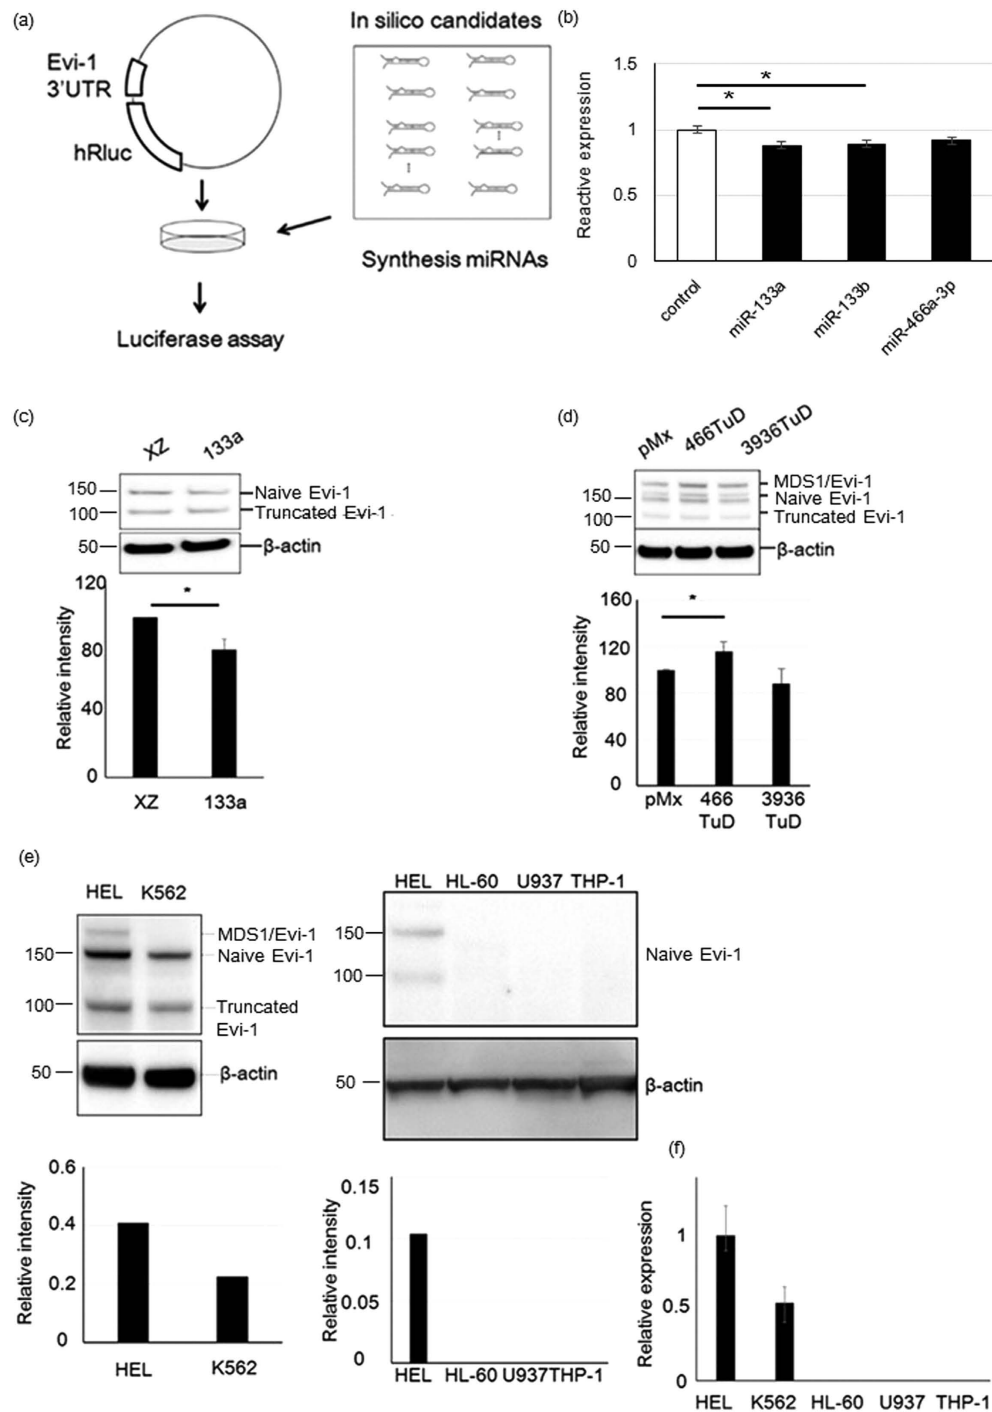 (a)
In silico candidates
Evi-1
3'UTR
hRluc
Synthesis miRNAs
Luciferase assay
(b)
Reactive expression
1.5
1
0.5
0
*
*
control
miR-133a
miR-133b
miR-466a-3p
(c)
XZ
133a
150
100
50
Naive Evi-1
Truncated Evi-1
β-actin
Relative intensity
120
80
40
0
*
XZ
133a
(d)
pMx
466TuD
3936TuD
150
100
50
MDS1/Evi-1
Naive Evi-1
Truncated Evi-1
β-actin
Relative intensity
160
120
80
40
0
*
pMx
466
TuD
3936
TuD
(e)
HEL K562
150
100
50
MDS1/Evi-1
Naive Evi-1
Truncated
Evi-1
β-actin
HEL HL-60 U937 THP-1
150
100
50
Naive Evi-1
β-actin
Relative intensity
0.6
0.4
0.2
0
HEL K562
Relative intensity
0.15
0.1
0.05
0
HEL HL-60 U937THP-1
(f)
Relative expression
1
0.5
0
HEL K562 HL-60 U937 THP-1